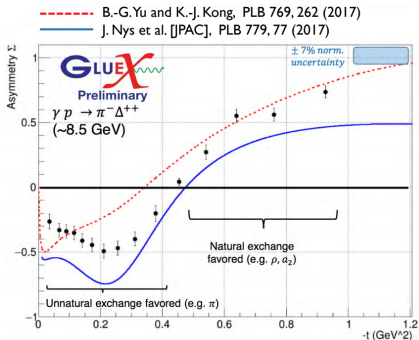 B.-G.Yu and K.-J. Kong, PLB 769, 262 (2017)
J. Nys et al. [JPAC], PLB 779, 77 (2017)
± 7% norm.
uncertainty
Asymmetry Σ
GLUEX
Preliminary
γ p → π⁻Δ⁺⁺
(~8.5 GeV)
1
0.5
0
−0.5
−1
Natural exchange
favored (e.g. ρ, a₂)
Unnatural exchange favored (e.g. π)
0 0.2 0.4 0.6 0.8 1 1.2
-t (GeV^2)